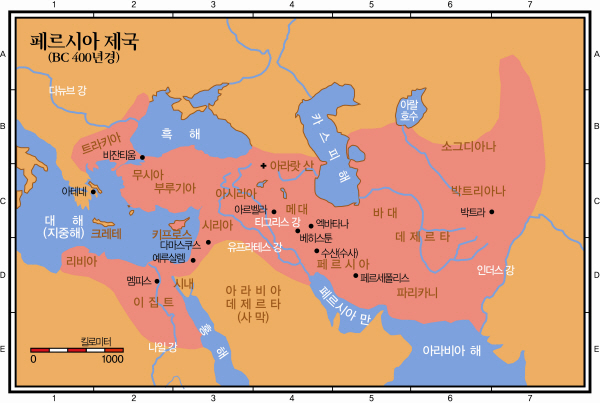 1 2 3 4 5 6 7
페르시아 제국
(BC 400년경)
A A
다뉴브 강
아랄
호수
B B
흑 해
카스피 해
트라키아
비잔티움
소그디아나
아라랏 산
무시아
부루기아
아테네
아시리아
박트리아나
C C
아르벨라
메대
바 대
박트라
대 해
(지중해)
티그리스 강
엑바타나
베히스툰
크레테
키프로스
시리아
데 제 르 타
다마스쿠스
유프라테스 강
수산(수사)
예루살렘
리비아
페 르 시 아
인더스 강
D D
멤피스
시내
페르세폴리스
아 라 비 아
데 제 르 타
(사 막)
파리카니
이 집 트
페르시아 만
홍 해
킬로미터
0 1000
나일 강
아라비아 해
E E
1 2 3 4 5 6 7